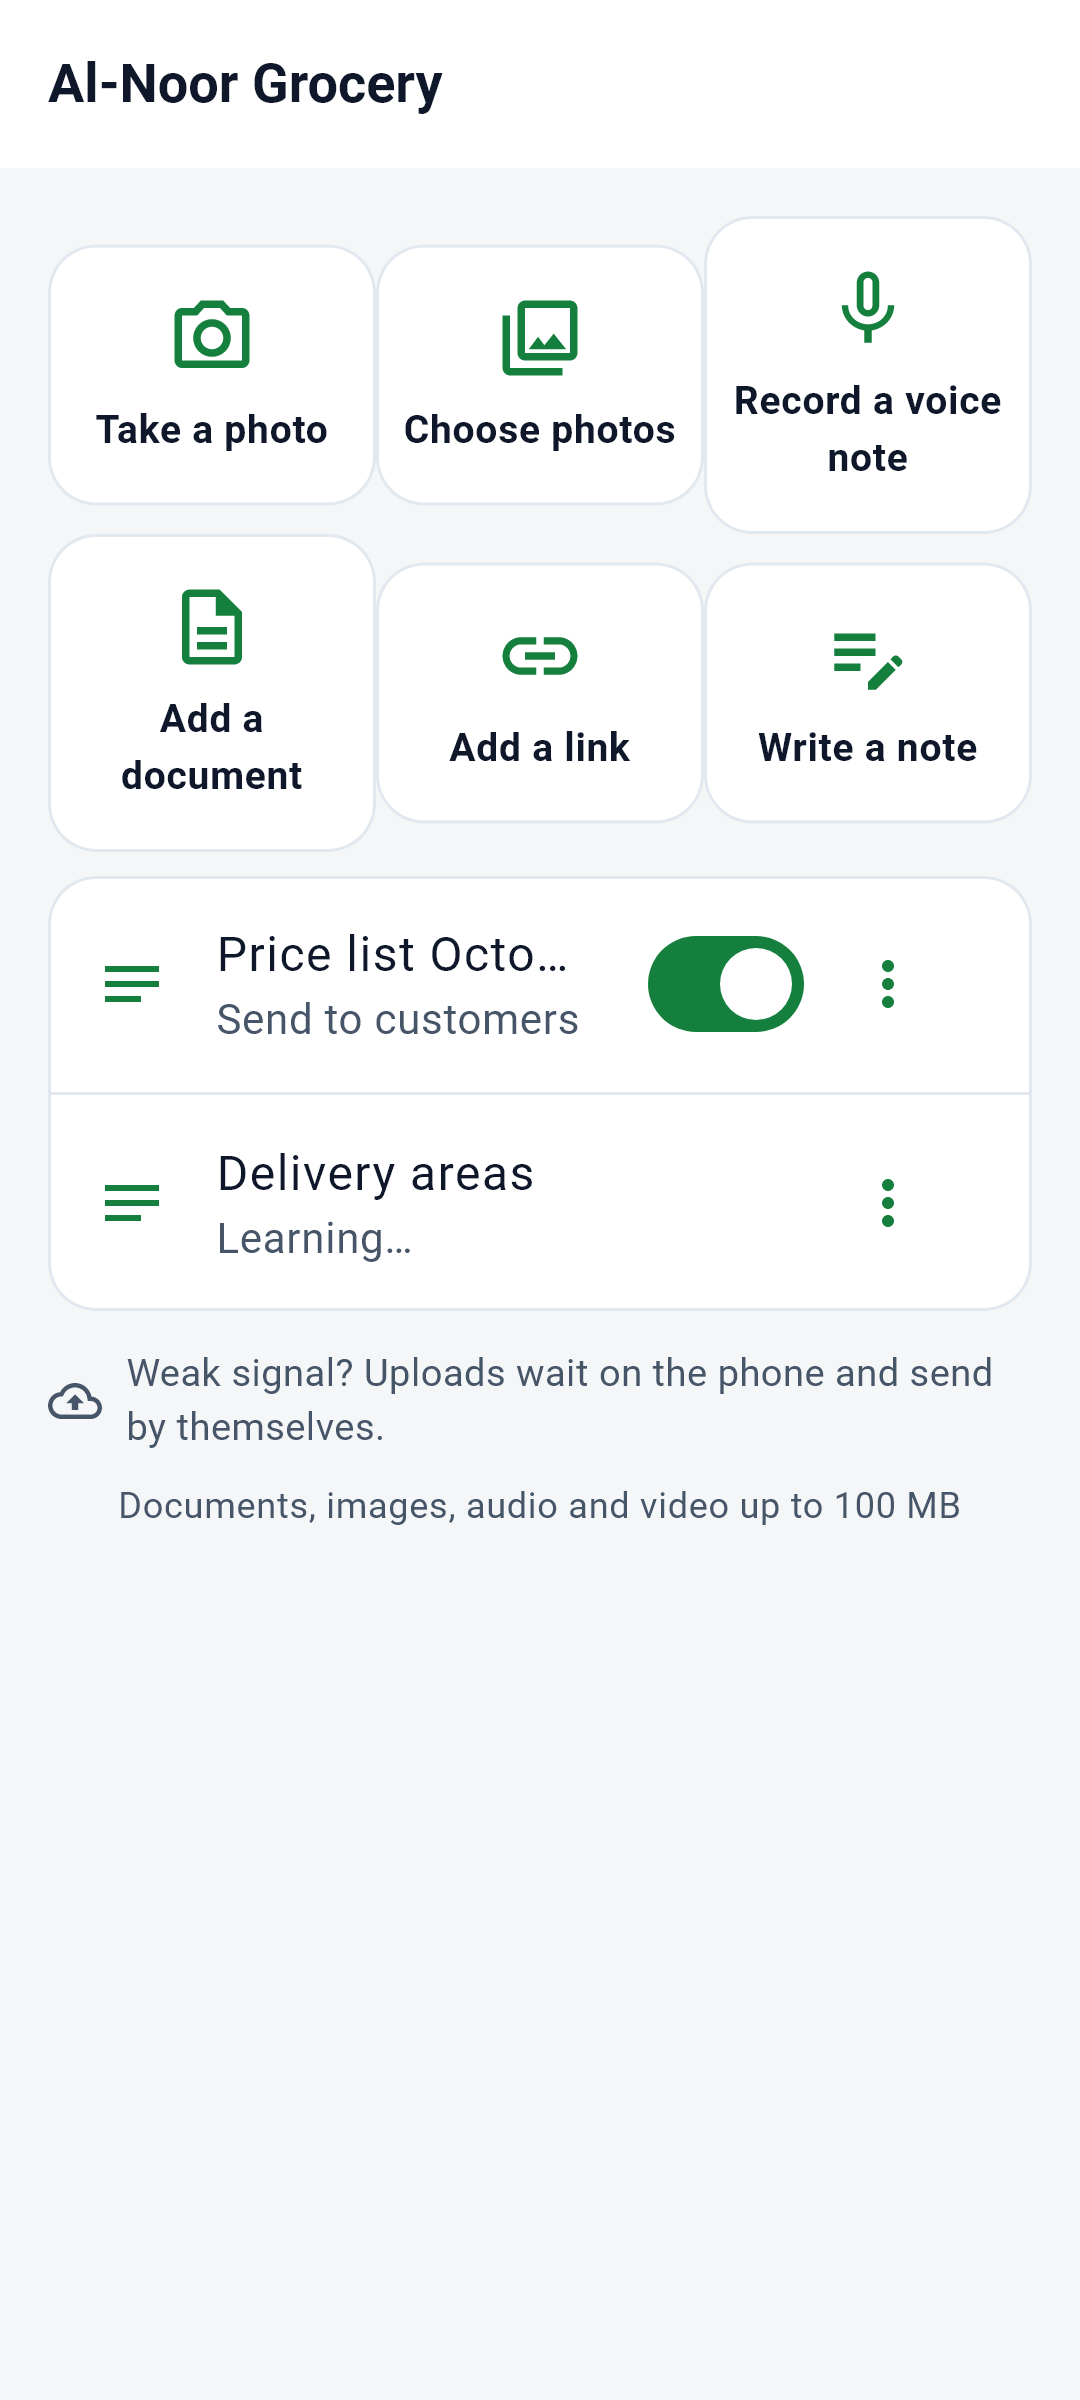 Al-Noor Grocery
Take a photo
Choose photos
Record a voice
note
Add a
document
Add a link
Write a note
Price list Octo…
Send to customers
Delivery areas
Learning…
Weak signal? Uploads wait on the phone and send
by themselves.
Documents, images, audio and video up to 100 MB